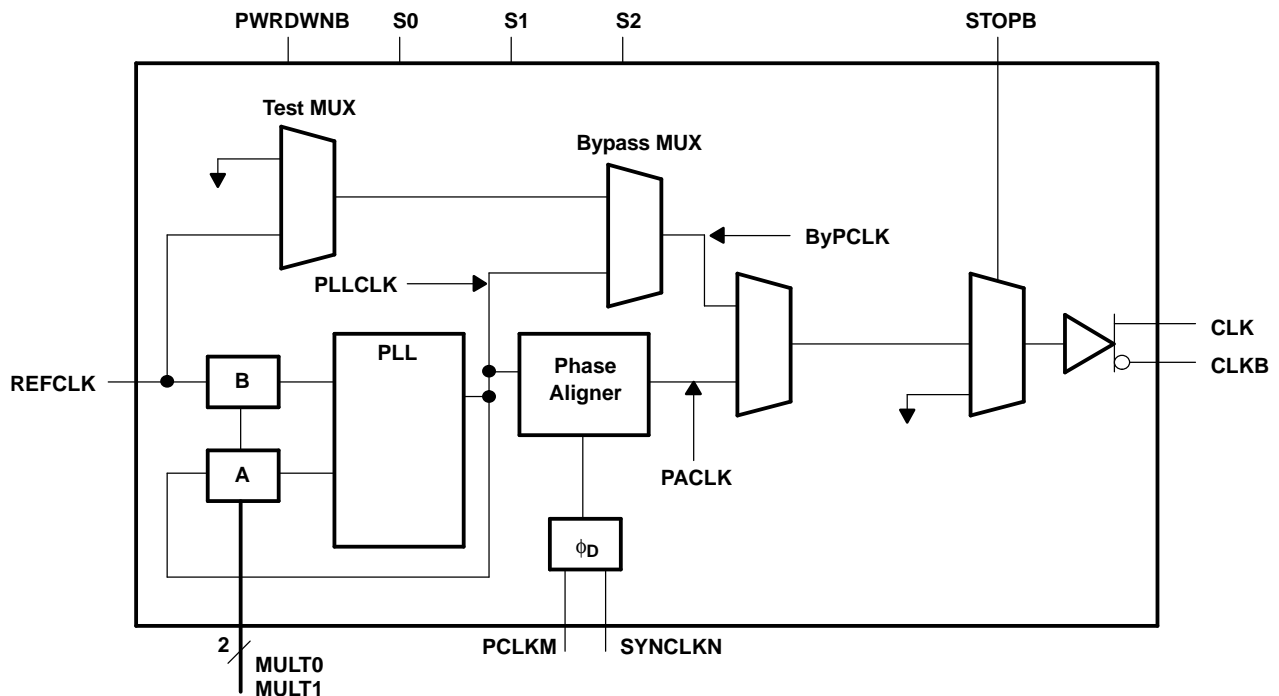 PWRDWNB S0 S1 S2 STOPB
Test MUX
Bypass MUX
ByPCLK
PLLCLK
PLL
Phase
Aligner
CLK
REFCLK
B
CLKB
A
PACLK
ϕD
2
PCLKM SYNCLKN
MULT0
MULT1